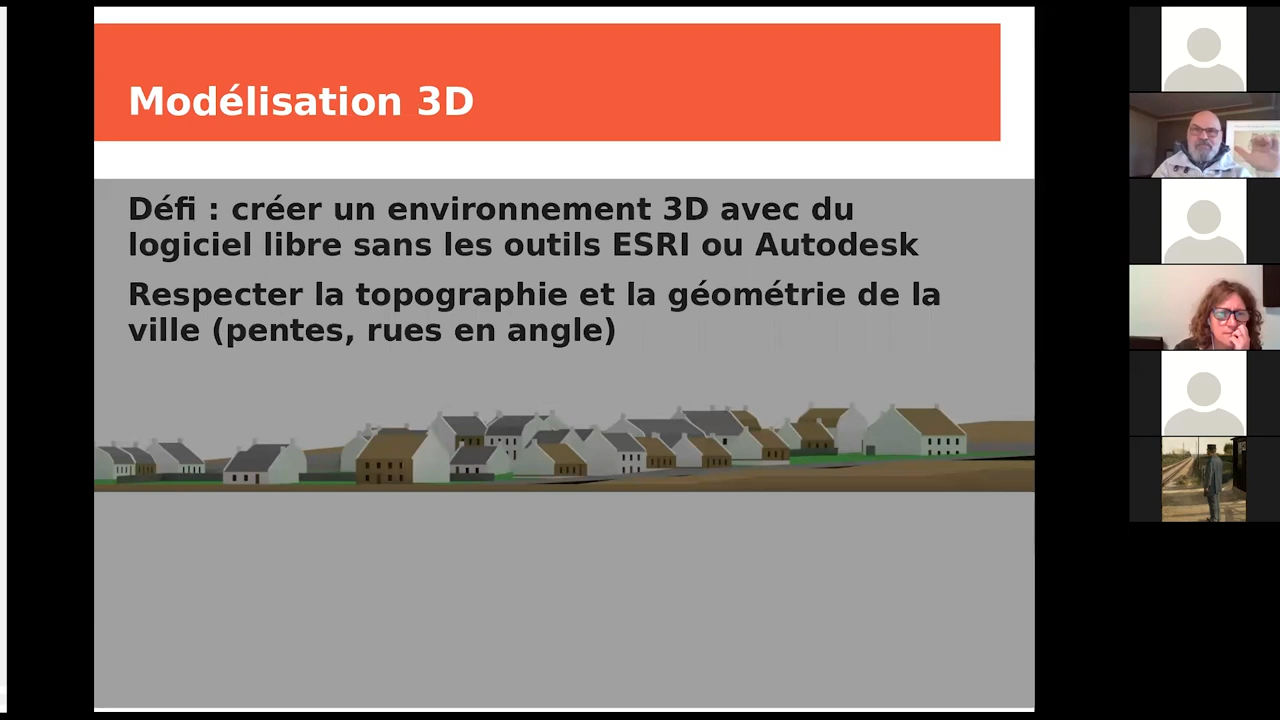 Modélisation 3D
Défi : créer un environnement 3D avec du
logiciel libre sans les outils ESRI ou Autodesk
Respecter la topographie et la géométrie de la
ville (pentes, rues en angle)